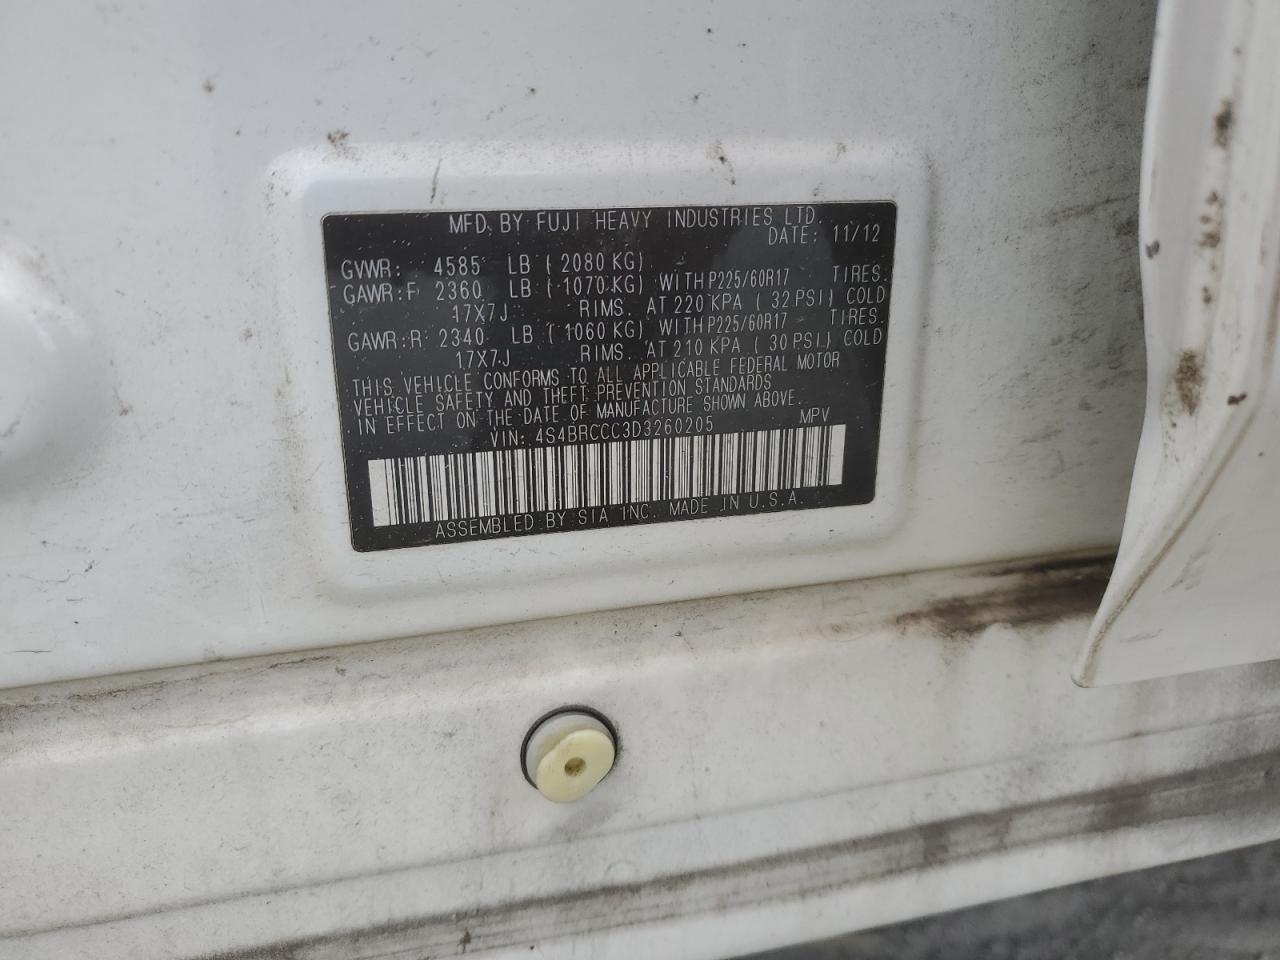 MFD. BY FUJI HEAVY INDUSTRIES LTD.
DATE: 11/12
GVWR: 4585 LB ( 2080 KG)
GAWR:F 2360 LB ( 1070 KG) WITH P225/60R17 TIRES.
17X7J RIMS. AT 220 KPA ( 32 PSI) COLD
GAWR:R 2340 LB ( 1060 KG) WITH P225/60R17 TIRES.
17X7J RIMS. AT 210 KPA ( 30 PSI) COLD
THIS VEHICLE CONFORMS TO ALL APPLICABLE FEDERAL MOTOR
VEHICLE SAFETY AND THEFT PREVENTION STANDARDS
IN EFFECT ON THE DATE OF MANUFACTURE SHOWN ABOVE.
VIN: 4S4BRCCC3D3260205 MPV
ASSEMBLED BY SIA INC. MADE IN U.S.A.